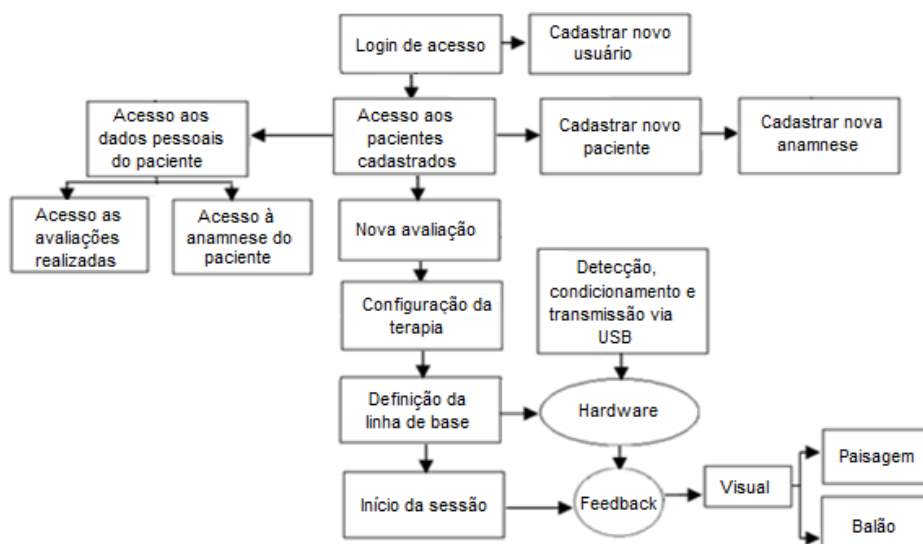 Login de acesso
Cadastrar novo
usuário
Acesso aos
dados pessoais
do paciente
Acesso aos
pacientes
cadastrados
Cadastrar novo
paciente
Cadastrar nova
anamnese
Acesso as
avaliações
realizadas
Acesso à
anamnese do
paciente
Nova avaliação
Detecção,
condicionamento e
transmissão via
USB
Configuração da
terapia
Definição da
linha de base
Hardware
Início da sessão
Feedback
Visual
Paisagem
Balão